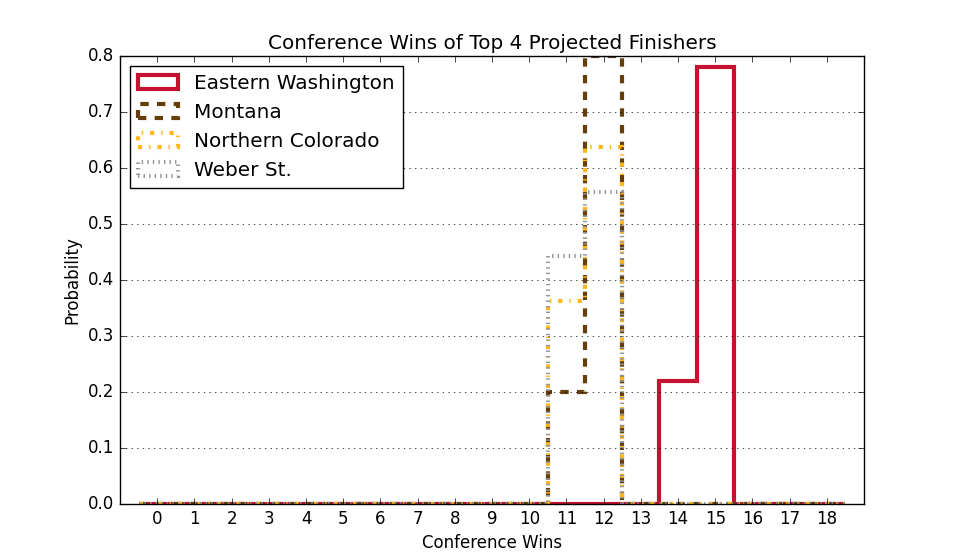 Conference Wins of Top 4 Projected Finishers
Eastern Washington
Montana
Northern Colorado
Weber St.
0.8
0.7
0.6
0.5
0.4
0.3
0.2
0.1
0.0
Probability
0 1 2 3 4 5 6 7 8 9 10 11 12 13 14 15 16 17 18
Conference Wins